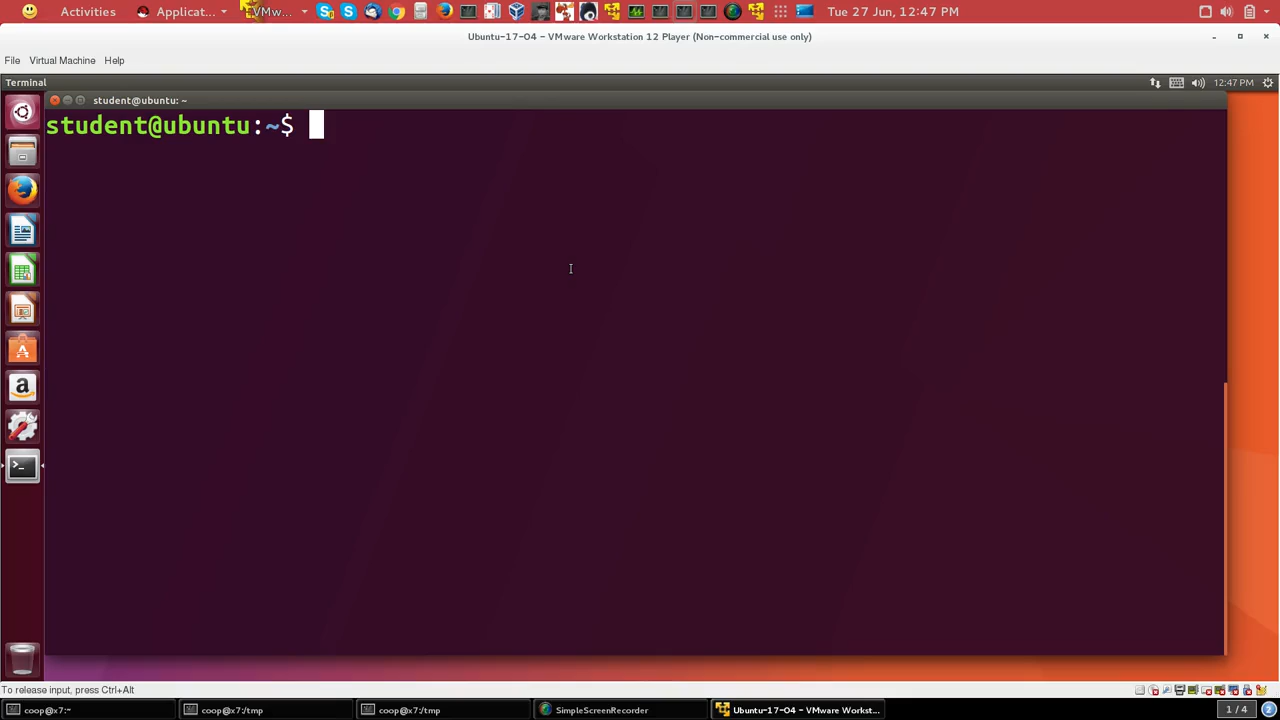 Activities Applicat... VMw... Tue 27 Jun, 12:47 PM
Ubuntu-17-04 - VMware Workstation 12 Player (Non-commercial use only)
File Virtual Machine Help
Terminal 12:47 PM
student@ubuntu: ~
student@ubuntu:~$
To release input, press Ctrl+Alt
coop@x7:~ coop@x7:/tmp coop@x7:/tmp SimpleScreenRecorder Ubuntu-17-04 - VMware Workst... 1 / 4 2